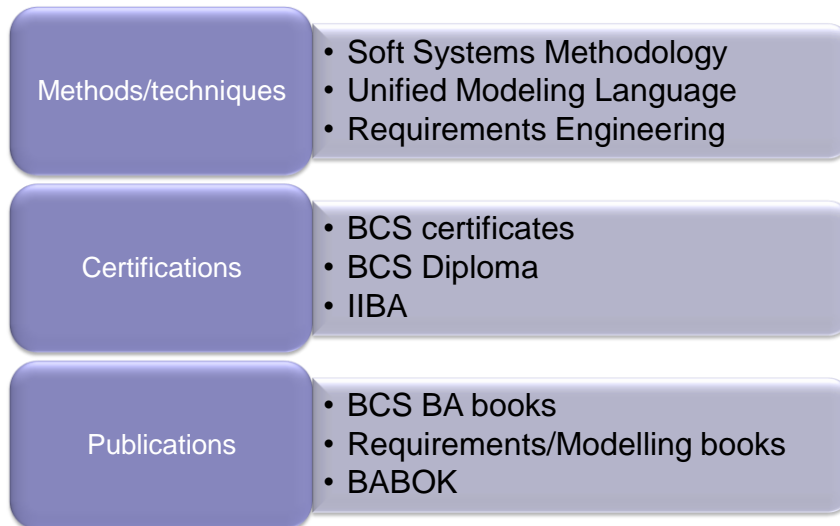 Methods/techniques
• Soft Systems Methodology
• Unified Modeling Language
• Requirements Engineering
Certifications
• BCS certificates
• BCS Diploma
• IIBA
Publications
• BCS BA books
• Requirements/Modelling books
• BABOK